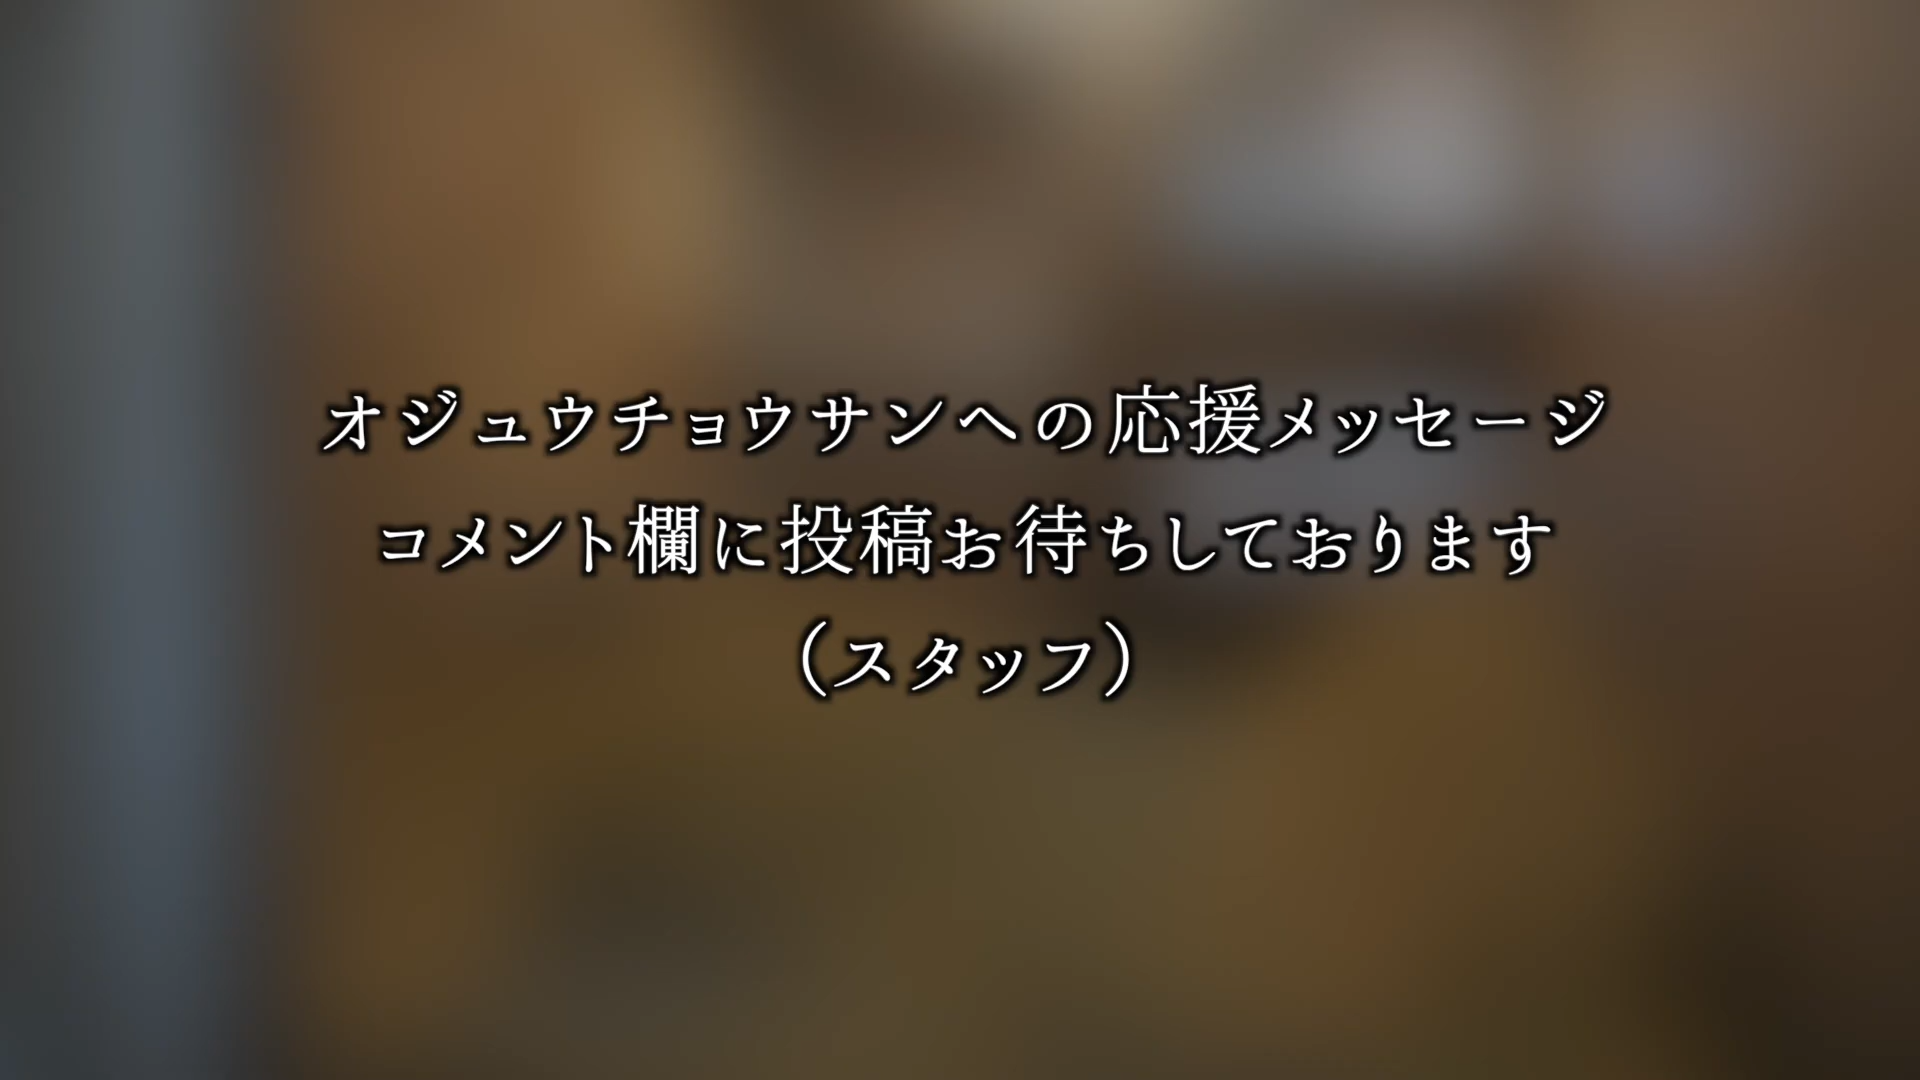 オジュウチョウサンへの応援メッセージ
コメント欄に投稿お待ちしております
（スタッフ）